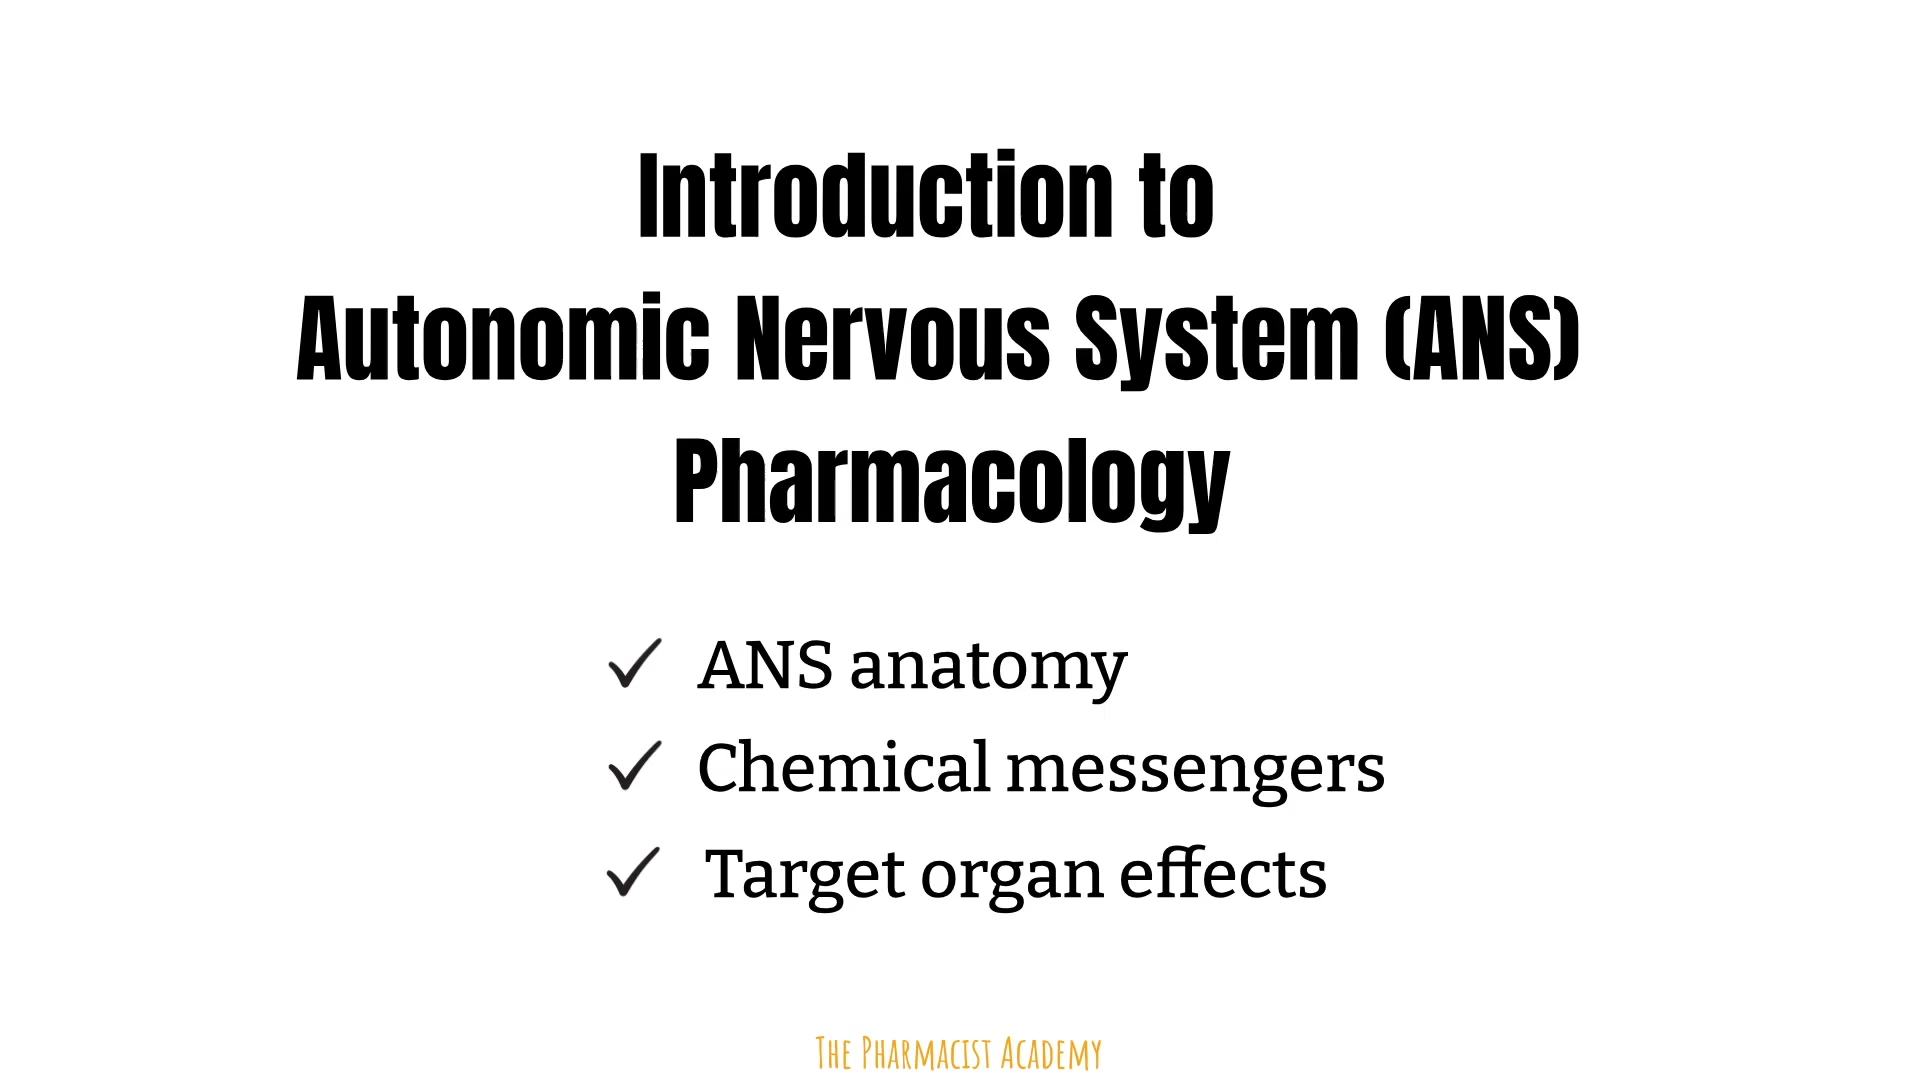 Introduction to
Autonomic Nervous System (ANS)
Pharmacology
✓ ANS anatomy
✓ Chemical messengers
✓ Target organ effects
The Pharmacist Academy